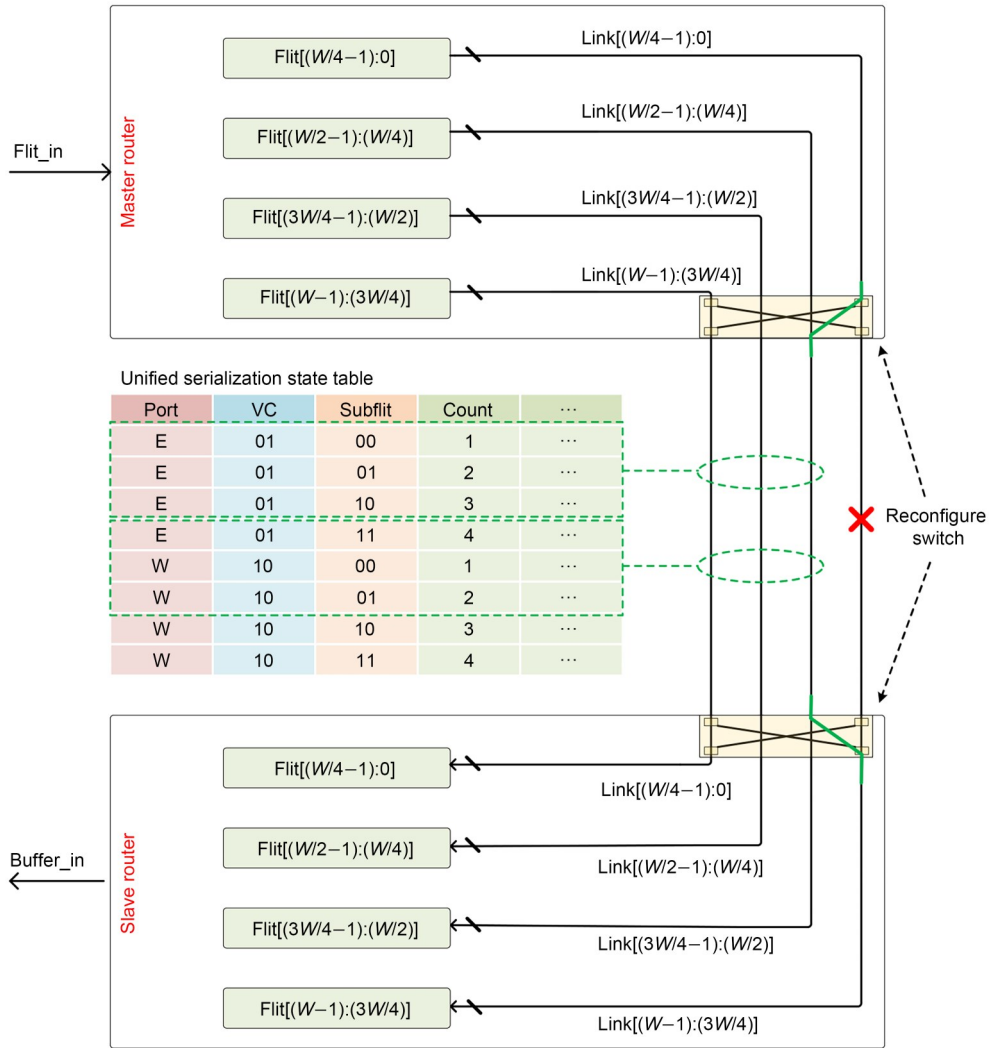 Flit_in
Master router
Flit[(W/4−1):0]
Link[(W/4−1):0]
Flit[(W/2−1):(W/4)]
Link[(W/2−1):(W/4)]
Flit[(3W/4−1):(W/2)]
Link[(3W/4−1):(W/2)]
Flit[(W−1):(3W/4)]
Link[(W−1):(3W/4)]
Unified serialization state table
Port VC Subflit Count ···
E 01 00 1 ···
E 01 01 2 ···
E 01 10 3 ···
E 01 11 4 ···
W 10 00 1 ···
W 10 01 2 ···
W 10 10 3 ···
W 10 11 4 ···
Reconfigure
switch
Buffer_in
Slave router
Flit[(W/4−1):0]
Link[(W/4−1):0]
Flit[(W/2−1):(W/4)]
Link[(W/2−1):(W/4)]
Flit[(3W/4−1):(W/2)]
Link[(3W/4−1):(W/2)]
Flit[(W−1):(3W/4)]
Link[(W−1):(3W/4)]